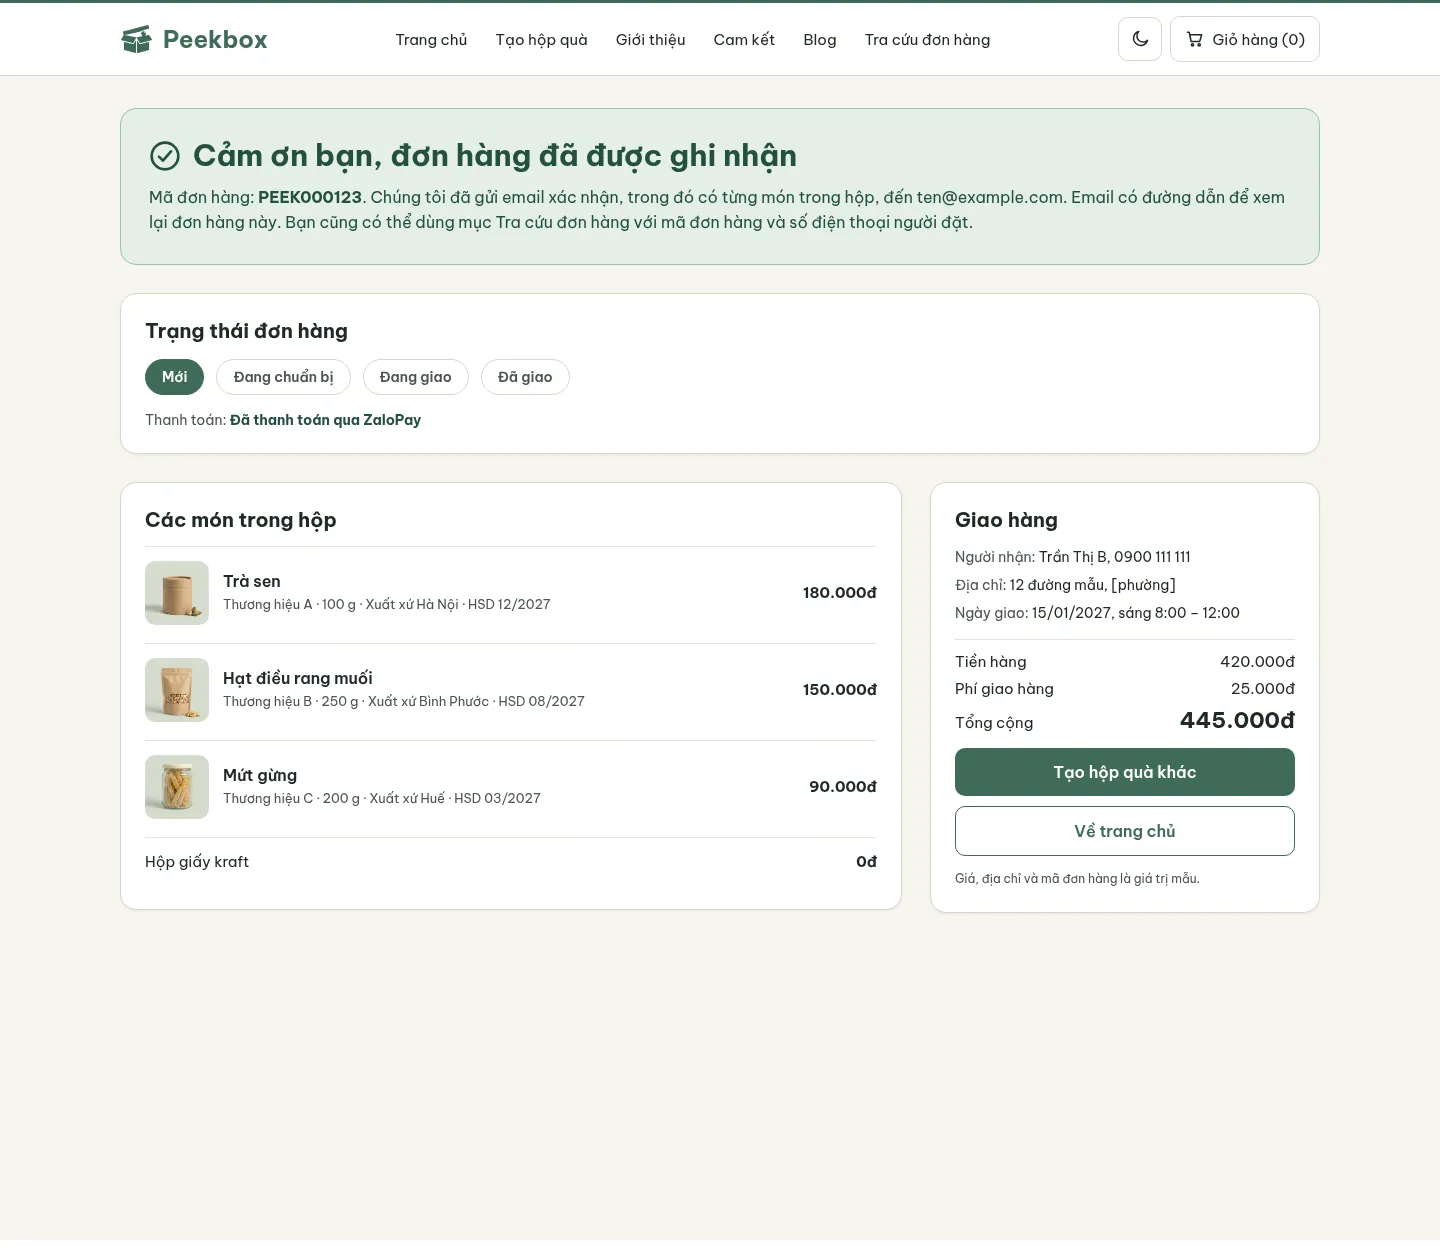 Peekbox
Trang chủ
Tạo hộp quà
Giới thiệu
Cam kết
Blog
Tra cứu đơn hàng
Giỏ hàng (0)
Cảm ơn bạn, đơn hàng đã được ghi nhận
Mã đơn hàng: PEEK000123. Chúng tôi đã gửi email xác nhận, trong đó có từng món trong hộp, đến ten@example.com. Email có đường dẫn để xem
lại đơn hàng này. Bạn cũng có thể dùng mục Tra cứu đơn hàng với mã đơn hàng và số điện thoại người đặt.
Trạng thái đơn hàng
Mới
Đang chuẩn bị
Đang giao
Đã giao
Thanh toán: Đã thanh toán qua ZaloPay
Các món trong hộp
Trà sen
Thương hiệu A · 100 g · Xuất xứ Hà Nội · HSD 12/2027
180.000đ
Hạt điều rang muối
Thương hiệu B · 250 g · Xuất xứ Bình Phước · HSD 08/2027
150.000đ
Mứt gừng
Thương hiệu C · 200 g · Xuất xứ Huế · HSD 03/2027
90.000đ
Hộp giấy kraft
0đ
Giao hàng
Người nhận: Trần Thị B, 0900 111 111
Địa chỉ: 12 đường mẫu, [phường]
Ngày giao: 15/01/2027, sáng 8:00 – 12:00
Tiền hàng
420.000đ
Phí giao hàng
25.000đ
Tổng cộng
445.000đ
Tạo hộp quà khác
Về trang chủ
Giá, địa chỉ và mã đơn hàng là giá trị mẫu.